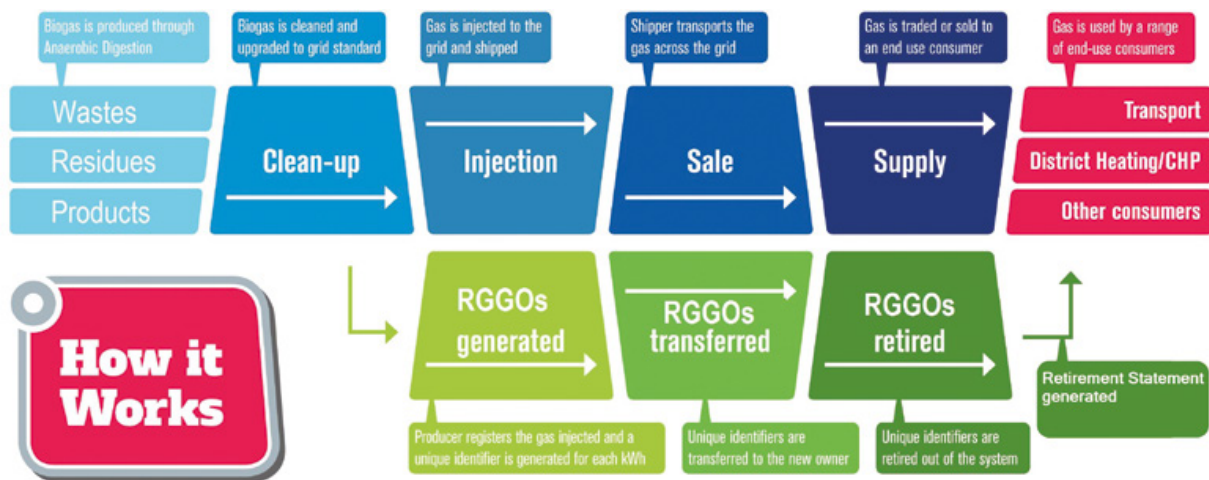 Biogas is produced through
Anaerobic Digestion
Biogas is cleaned and
upgraded to grid standard
Gas is injected to the
grid and shipped
Shipper transports the
gas across the grid
Gas is traded or sold to
an end use consumer
Gas is used by a range
of end-use consumers
Wastes
Residues
Products
Clean-up
Injection
Sale
Supply
Transport
District Heating/CHP
Other consumers
How it
Works
RGGOs
generated
RGGOs
transferred
RGGOs
retired
Retirement Statement
generated
Producer registers the gas injected and a
unique identifier is generated for each kWh
Unique identifiers are
transferred to the new owner
Unique identifiers are
retired out of the system